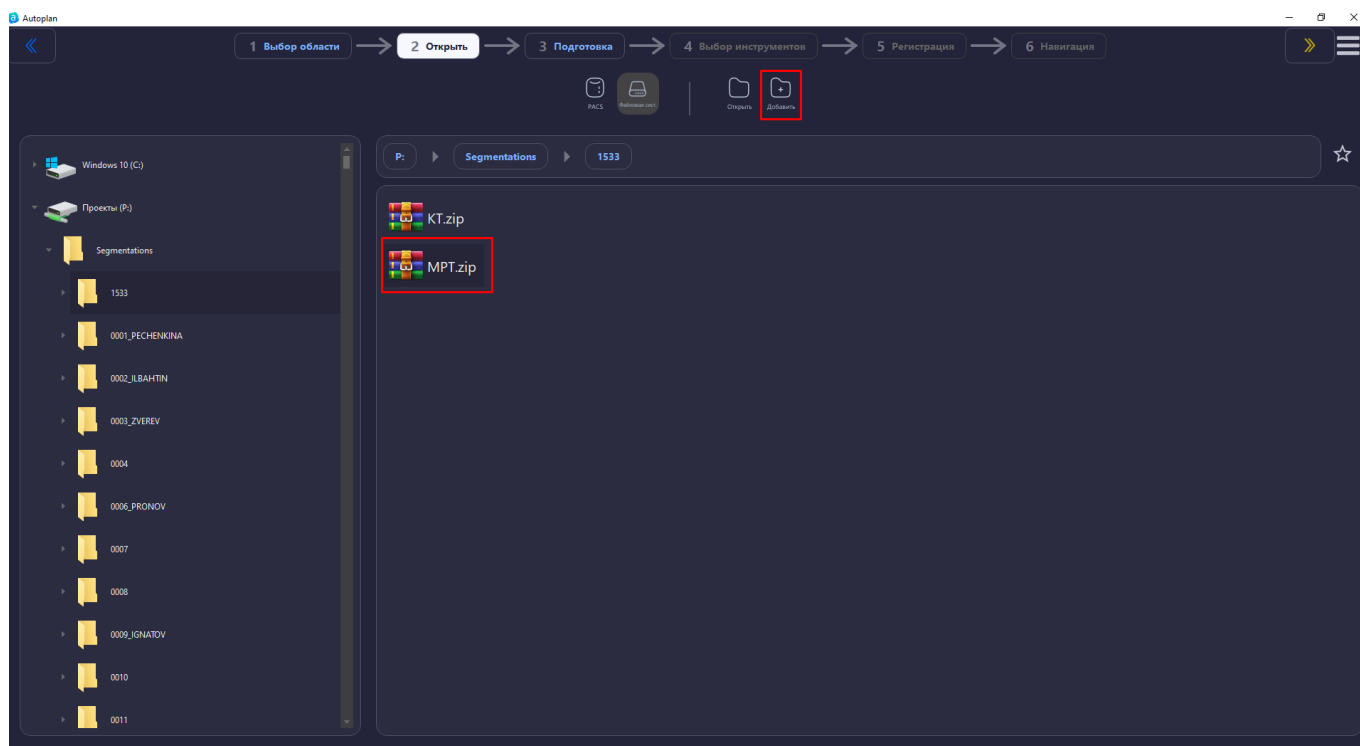 Autoplan
1 Выбор области
2 Открыть
3 Подготовка
4 Выбор инструментов
5 Регистрация
6 Навигация
PACS
Файловая сист.
Открыть
Добавить
Windows 10 (C:)
Проекты (P:)
Segmentations
1533
0001_PECHENKINA
0002_ILBAHTIN
0003_ZVEREV
0004
0006_PRONOV
0007
0008
0009_IGNATOV
0010
0011
P:
Segmentations
1533
КТ.zip
МРТ.zip